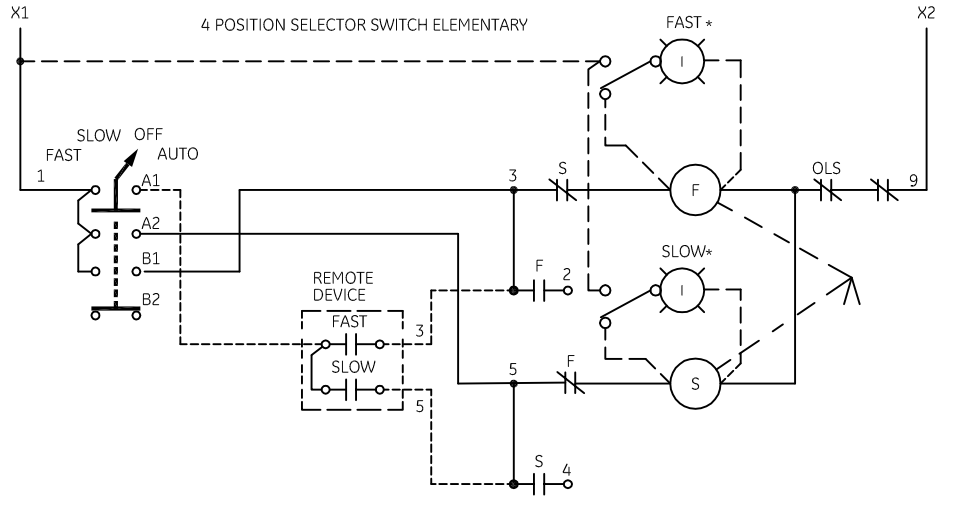 X1
X2
4 POSITION SELECTOR SWITCH ELEMENTARY
FAST *
I
SLOW OFF
FAST
AUTO
1
A1
3
S
F
OLS
9
A2
B1
B2
SLOW*
I
F
2
REMOTE
DEVICE
FAST
3
SLOW
5
5
F
S
S
4